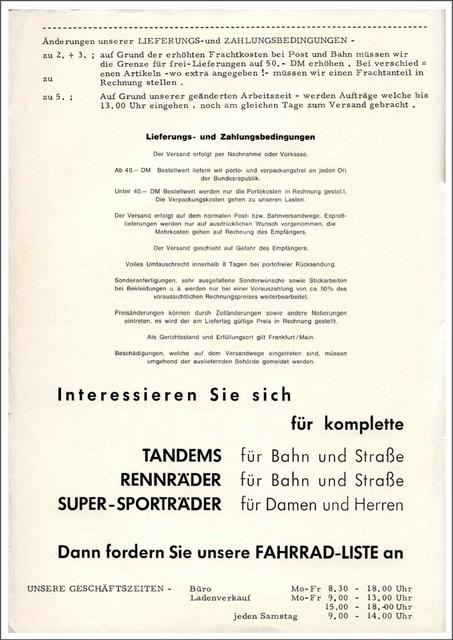 Änderungen unserer LIEFERUNGS-und ZAHLUNGSBEDINGUNGEN -
zu 2. + 3. ; auf Grund der erhöhten Frachtkosten bei Post und Bahn müssen wir
die Grenze für frei-Lieferungen auf 50.- DM erhöhen . Bei verschied =
zu enen Artikeln -wo extra angegeben !- müssen wir einen Frachtanteil in
Rechnung stellen .
zu 5. ; Auf Grund unserer geänderten Arbeitszeit - werden Aufträge welche bis
13.00 Uhr eingehen , noch am gleichen Tage zum Versand gebracht .
Lieferungs- und Zahlungsbedingungen
Der Versand erfolgt per Nachnahme oder Vorkasse.
Ab 40.— DM Bestellwert liefern wir porto- und verpackungsfrei an jeden Ort
der Bundesrepublik.
Unter 40.— DM Bestellwert werden nur die Portokosten in Rechnung gestellt.
Die Verpackungskosten gehen zu unseren Lasten.
Der Versand erfolgt auf dem normalen Post- bzw. Bahnversandwege. Expreß-
lieferungen werden nur auf ausdrücklichen Wunsch vorgenommen, die
Mehrkosten gehen auf Rechnung des Empfängers.
Der Versand geschieht auf Gefahr des Empfängers.
Volles Umtauschrecht innerhalb 8 Tagen bei portofreier Rücksendung.
Sonderanfertigungen, sehr ausgefallene Sonderwünsche sowie Stickarbeiten
bei Bekleidungen u. ä. werden nur bei einer Vorauszahlung von ca. 50% des
voraussichtlichen Rechnungspreises weiterbearbeitet.
Preisänderungen können durch Zolländerungen sowie andere Notierungen
eintreten, es wird der am Liefertag gültige Preis in Rechnung gestellt.
Als Gerichtsstand und Erfüllungsort gilt Frankfurt/Main.
Beschädigungen, welche auf dem Versandwege eingetreten sind, müssen
umgehend der ausliefernden Behörde gemeldet werden.
Interessieren Sie sich
für komplette
TANDEMS für Bahn und Straße
RENNRÄDER für Bahn und Straße
SUPER-SPORTRÄDER für Damen und Herren
Dann fordern Sie unsere FAHRRAD-LISTE an
UNSERE GESCHÄFTSZEITEN - Büro Mo-Fr 8,30 - 18,00 Uhr
Ladenverkauf Mo-Fr 9,00 - 13,00 Uhr
15,00 - 18,00 Uhr
jeden Samstag 9,00 - 14,00 Uhr